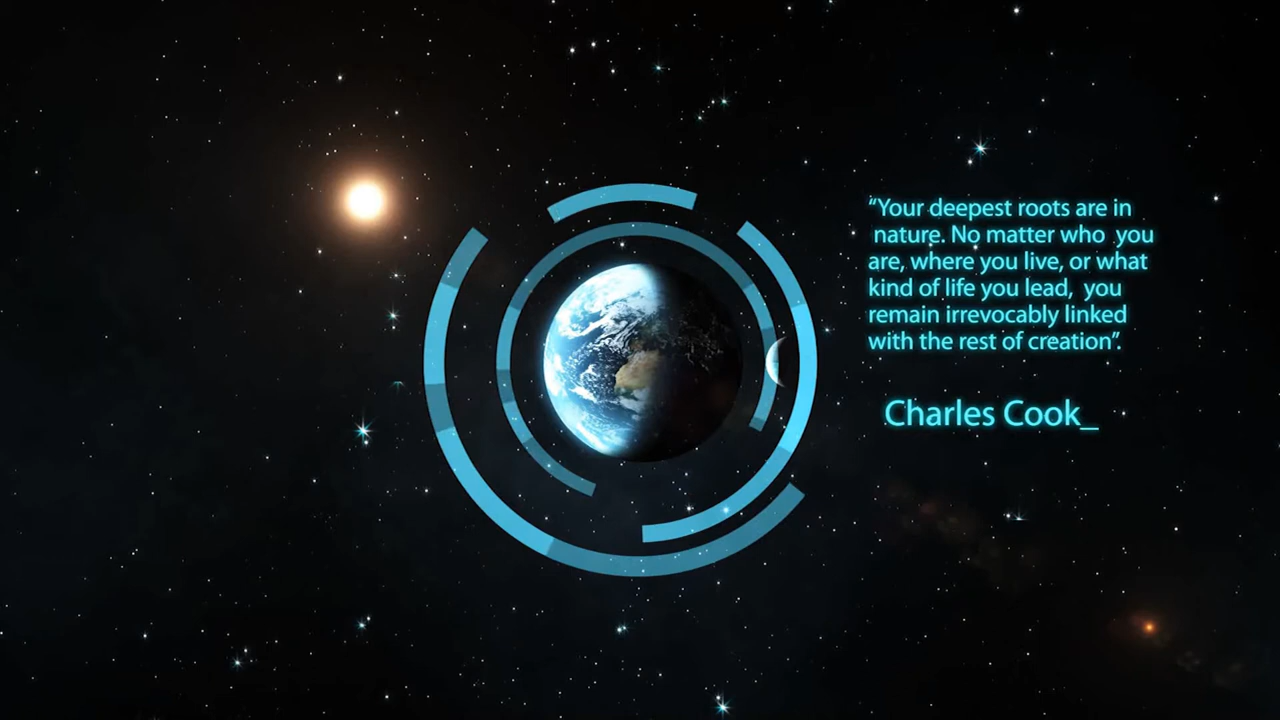 “Your deepest roots are in
nature. No matter who you
are, where you live, or what
kind of life you lead, you
remain irrevocably linked
with the rest of creation”.
Charles Cook_